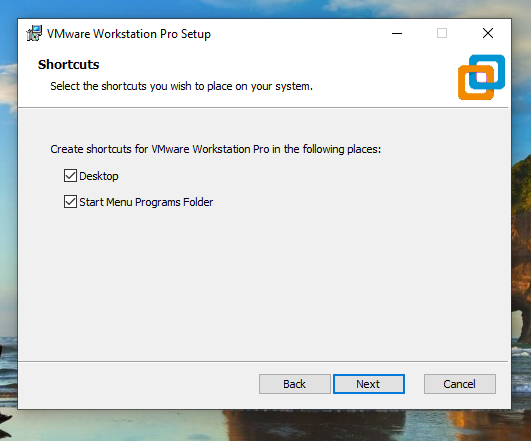 VMware Workstation Pro Setup
Shortcuts
Select the shortcuts you wish to place on your system.
Create shortcuts for VMware Workstation Pro in the following places:
Desktop
Start Menu Programs Folder
Back
Next
Cancel